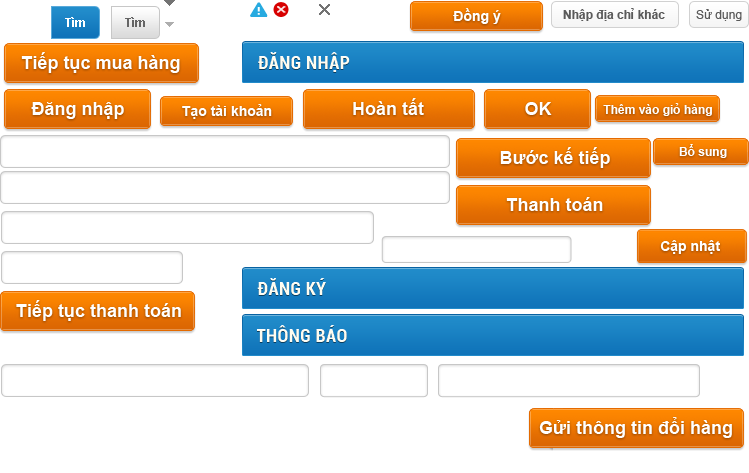 Tìm
Tìm
Đồng ý
Nhập địa chỉ khác
Sử dụng
Tiếp tục mua hàng
ĐĂNG NHẬP
Đăng nhập
Tạo tài khoản
Hoàn tất
OK
Thêm vào giỏ hàng
Bước kế tiếp
Bổ sung
Thanh toán
Cập nhật
ĐĂNG KÝ
Tiếp tục thanh toán
THÔNG BÁO
Gửi thông tin đổi hàng